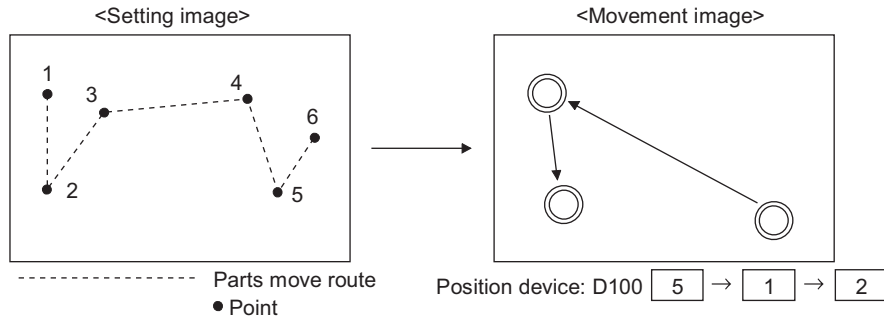 <Setting image>
<Movement image>
1
3
4
6
2
5
Parts move route
Point
Position device: D100 5 → 1 → 2